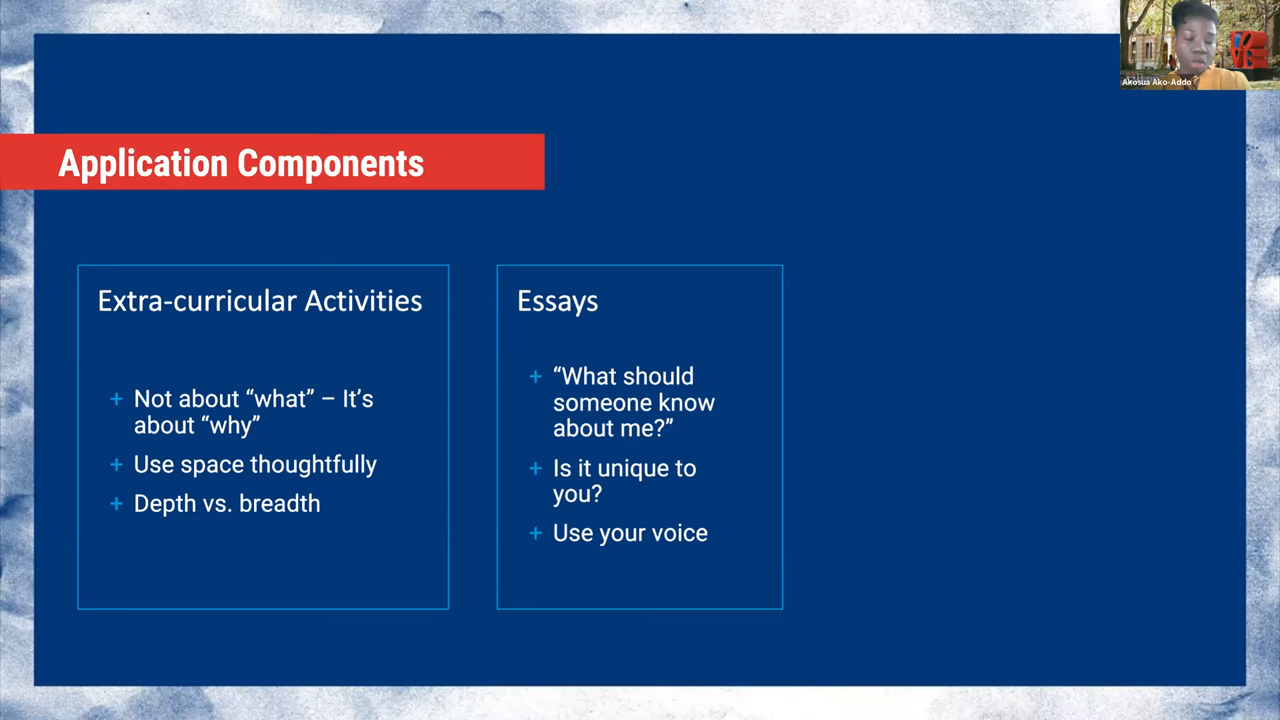 Akosua Ako-Addo
Application Components
Extra-curricular Activities
+ Not about “what” – It’s
about “why”
+ Use space thoughtfully
+ Depth vs. breadth
Essays
+ “What should
someone know
about me?”
+ Is it unique to
you?
+ Use your voice